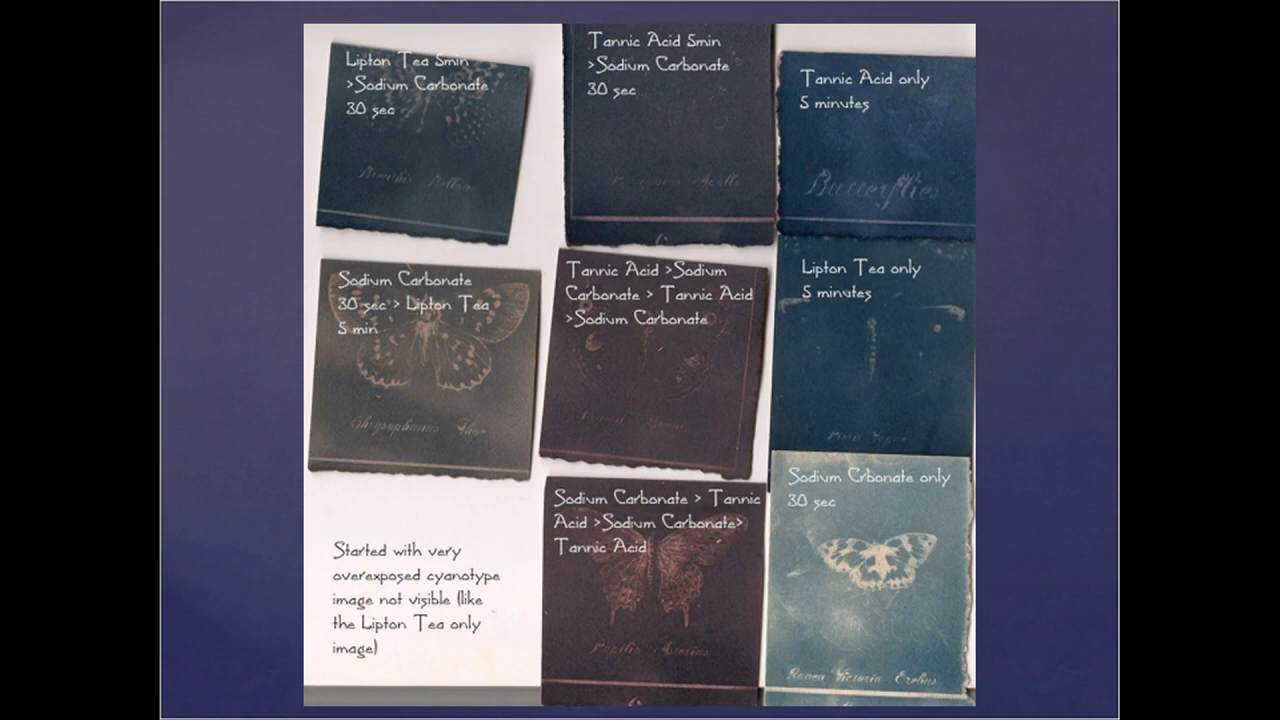 Lipton Tea 5min
>Sodium Carbonate
30 sec
Tannic Acid 5min
>Sodium Carbonate
30 sec
Tannic Acid only
5 minutes
Butterflies
Sodium Carbonate
30 sec > Lipton Tea
5 min
Chrysophanus Thoe
Tannic Acid >Sodium
Carbonate > Tannic Acid
>Sodium Carbonate
Lipton Tea only
5 minutes
Started with very
overexposed cyanotype
image not visible (like
the Lipton Tea only
image)
Sodium Carbonate > Tannic
Acid >Sodium Carbonate>
Tannic Acid
Papilio
Sodium Crbonate only
30 sec